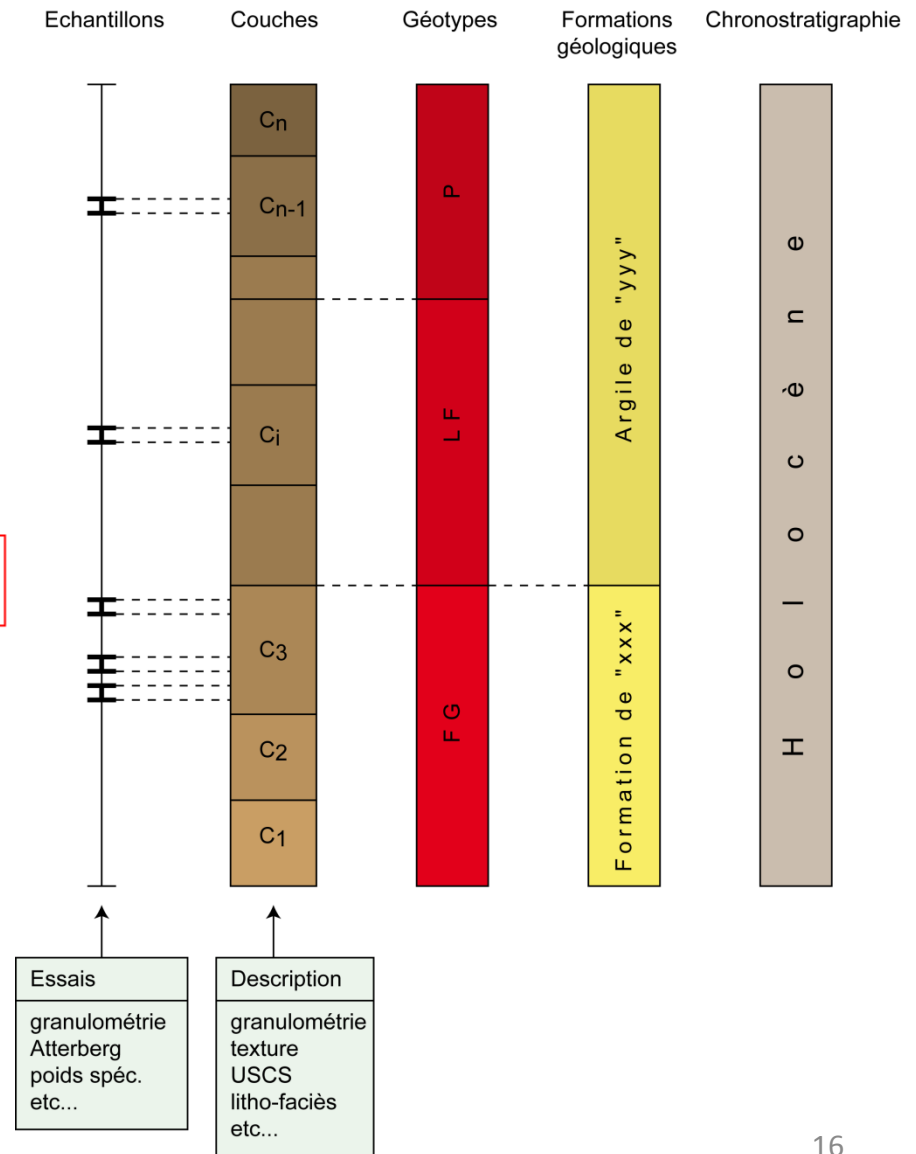 Echantillons
Couches
Géotypes
Formations
géologiques
Chronostratigraphie
Cn
Cn-1
Ci
C3
C2
C1
P
LF
FG
Argile de "yyy"
Formation de "xxx"
Holocène
Essais
granulométrie
Atterberg
poids spéc.
etc...
Description
granulométrie
texture
USCS
litho-faciès
etc...
16